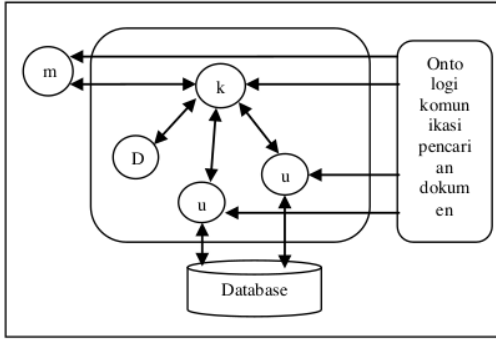 m
k
D
u
u
Onto
logi
komun
ikasi
pencari
an
dokum
en
Database